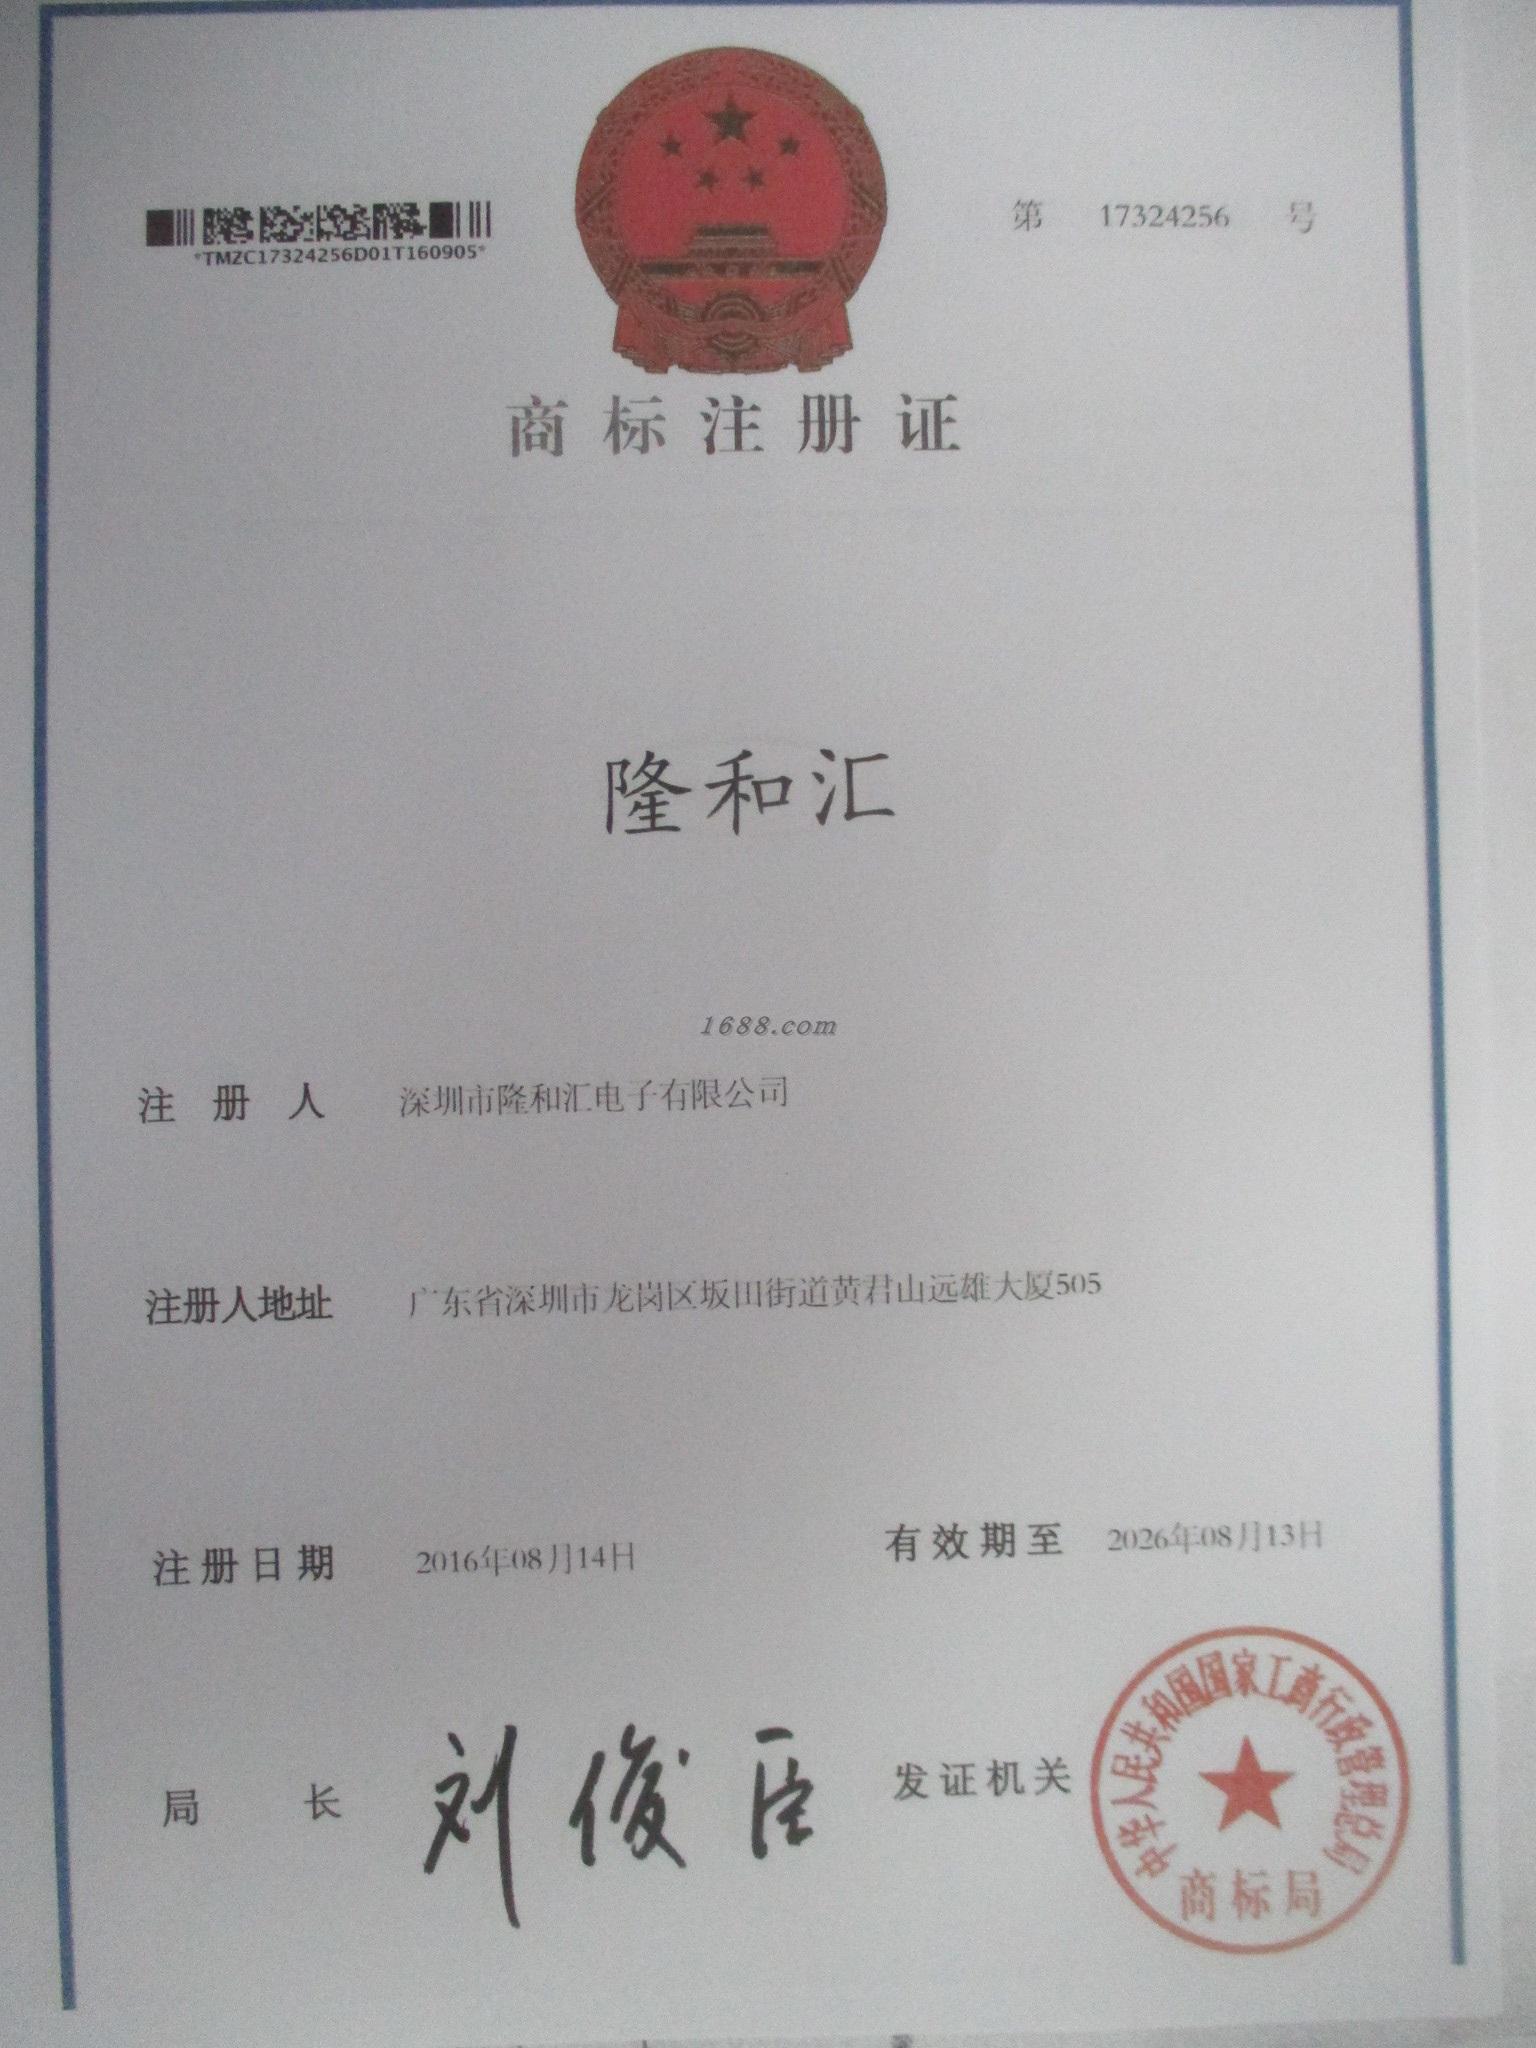 *TMZC17324256D01T160905*
第 17324256 号
商标注册证
隆和汇
1688.com
注册人 深圳市隆和汇电子有限公司
注册人地址 广东省深圳市龙岗区坂田街道黄君山远雄大厦505
注册日期 2016年08月14日 有效期至 2026年08月13日
局长 刘俊臣 发证机关
中华人民共和国国家工商行政管理总局
商标局